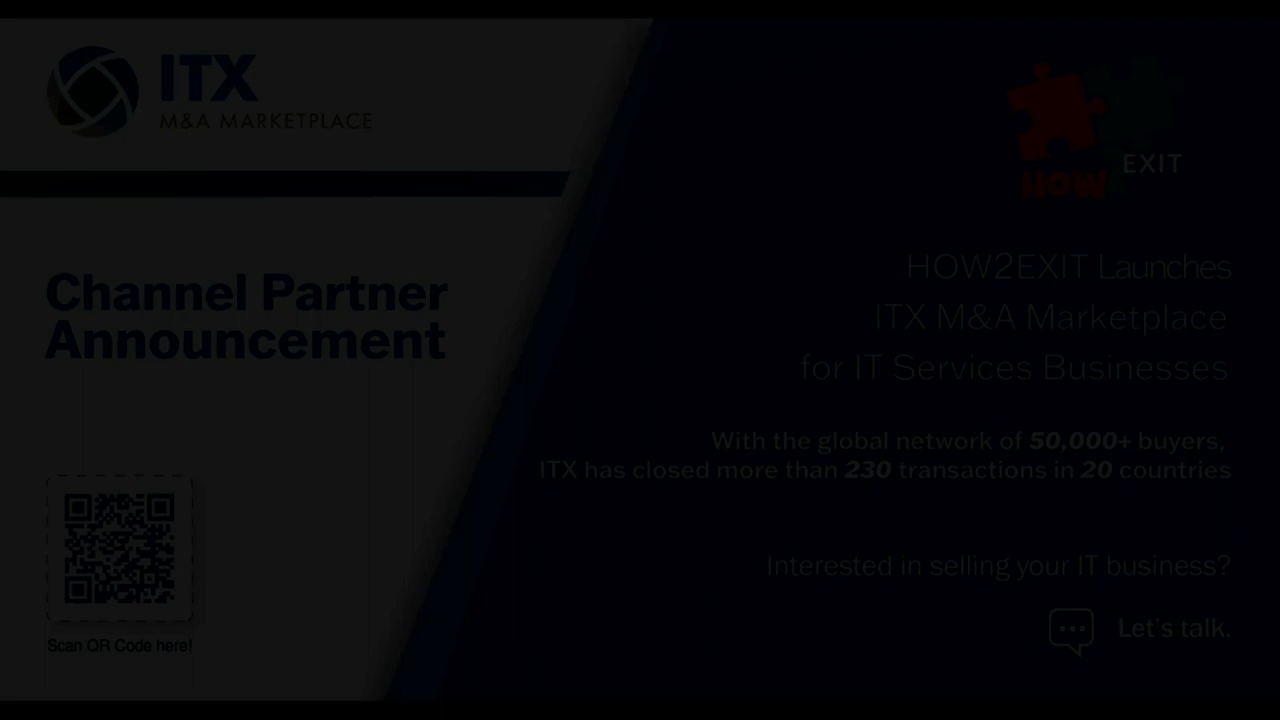 ITX
M&A MARKETPLACE
Channel Partner
Announcement
Scan QR Code here!
HOW
EXIT
HOW2EXIT Launches
ITX M&A Marketplace
for IT Services Businesses
With the global network of 50,000+ buyers,
ITX has closed more than 230 transactions in 20 countries
Interested in selling your IT business?
Let's talk.